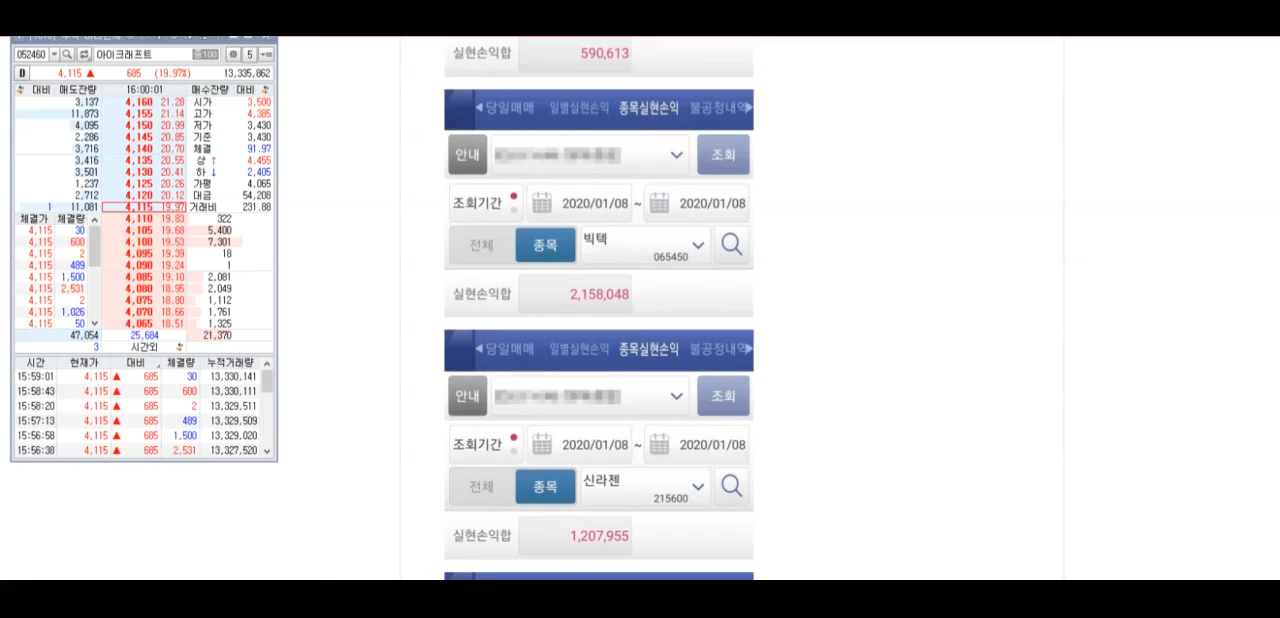 052460 아이크래프트 증100 5
D 4,115 ▲ 685 (19.97%) 13,335,862
대비 매도잔량 16:00:01 매수잔량 대비
3,137 4,160 21.28 시가 3,500
11,873 4,155 21.14 고가 4,385
4,095 4,150 20.99 저가 3,430
2,286 4,145 20.85 기준 3,430
3,716 4,140 20.70 체결 91.97
3,416 4,135 20.55 상 ↑ 4,455
3,501 4,130 20.41 하 ↓ 2,405
1,237 4,125 20.26 가평 4,065
2,712 4,120 20.12 대금 54,208
1 11,081 4,115 19.97 거래비 231.88
체결가 체결량 4,110 19.83 322
4,115 30 4,105 19.68 5,400
4,115 600 4,100 19.53 7,301
4,115 2 4,095 19.39 18
4,115 489 4,090 19.24 1
4,115 1,500 4,085 19.10 2,081
4,115 2,531 4,080 18.95 2,049
4,115 2 4,075 18.80 1,112
4,115 1,026 4,070 18.66 1,761
4,115 50 4,065 18.51 1,325
47,054 25,684 21,370
3 시간외
시간 현재가 대비 체결량 누적거래량
15:59:01 4,115 ▲ 685 30 13,330,141
15:58:43 4,115 ▲ 685 600 13,330,111
15:58:20 4,115 ▲ 685 2 13,329,511
15:57:13 4,115 ▲ 685 489 13,329,509
15:56:58 4,115 ▲ 685 1,500 13,329,020
15:56:38 4,115 ▲ 685 2,531 13,327,520
실현손익합 590,613
당일매매 일별실현손익 종목실현손익 불공정내역
안내 조회
조회기간 2020/01/08 ~ 2020/01/08
전체 종목 빅텍 065450
실현손익합 2,158,048
당일매매 일별실현손익 종목실현손익 불공정내역
안내 조회
조회기간 2020/01/08 ~ 2020/01/08
전체 종목 신라젠 215600
실현손익합 1,207,955